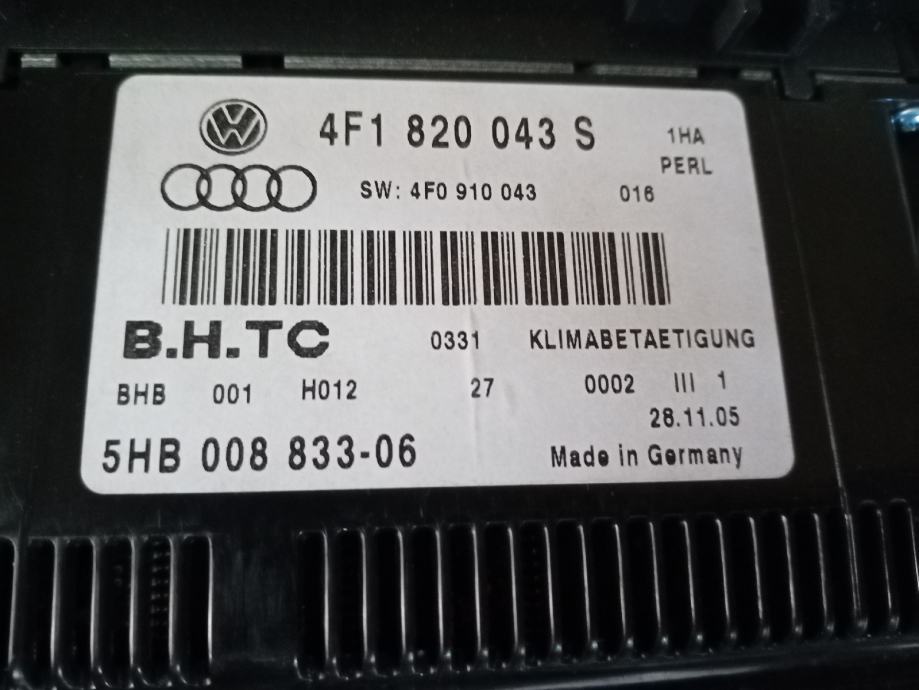 4F1 820 043 S 1HA
PERL
SW: 4F0 910 043 016
B.H.TC 0331 KLIMABETAETIGUNG
BHB 001 H012 27 0002 III 1
28.11.05
5HB 008 833-06 Made in Germany